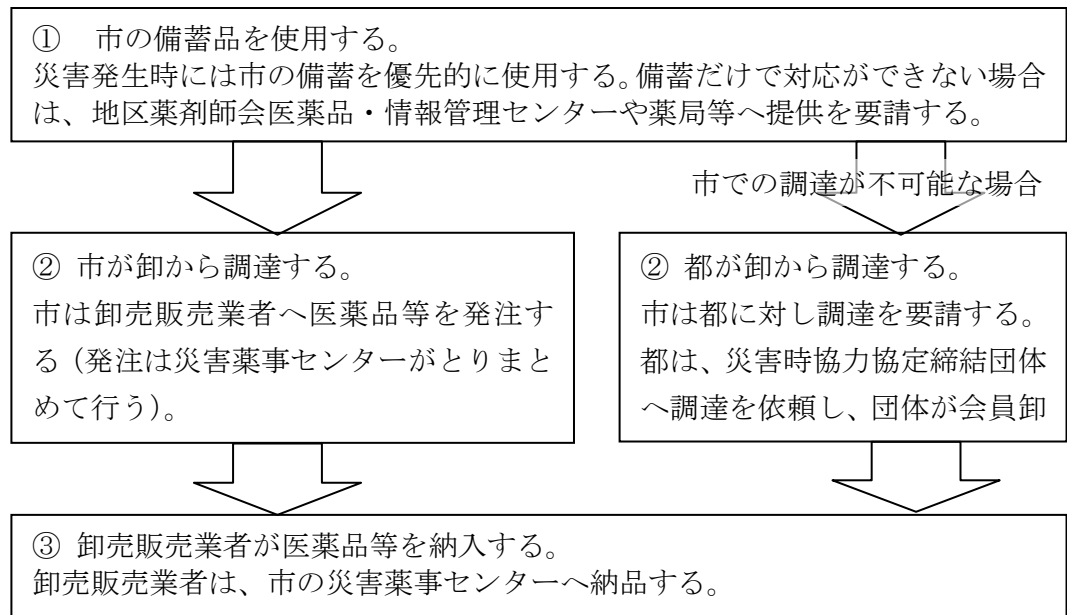 ① 市の備蓄品を使用する。
災害発生時には市の備蓄を優先的に使用する。備蓄だけで対応ができない場合
は、地区薬剤師会医薬品・情報管理センターや薬局等へ提供を要請する。
市での調達が不可能な場合
② 市が卸から調達する。
市は卸売販売業者へ医薬品等を発注す
る（発注は災害薬事センターがとりまと
めて行う）。
② 都が卸から調達する。
市は都に対し調達を要請する。
都は、災害時協力協定締結団体
へ調達を依頼し、団体が会員卸
③ 卸売販売業者が医薬品等を納入する。
卸売販売業者は、市の災害薬事センターへ納品する。